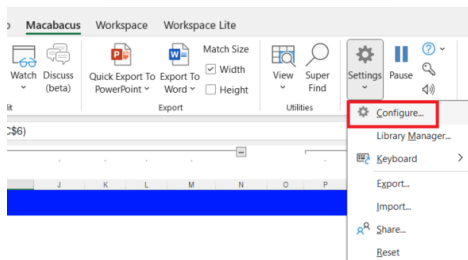 Macabacus Workspace Workspace Lite
Watch Discuss (beta)
Quick Export To PowerPoint
Export To Word
Match Size
Width
Height
View
Super Find
Settings
Pause
Export
Utilities
Configure...
Library Manager...
Keyboard
Export...
Import...
Share...
Reset
C$6)
J K L M N O P